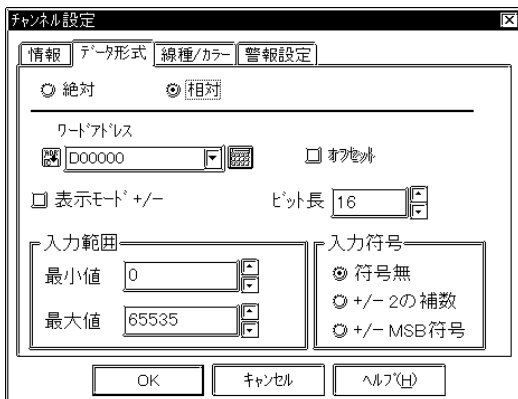 チャンネル設定
情報 データ形式 線種/カラー 警報設定
絶対 相対
ワードアドレス
D00000 オフセット
表示モード +/- ビット長 16
入力範囲 入力符号
最小値 0 符号無
+/- 2の補数
最大値 65535
+/- MSB符号
OK キャンセル ヘルプ(H)